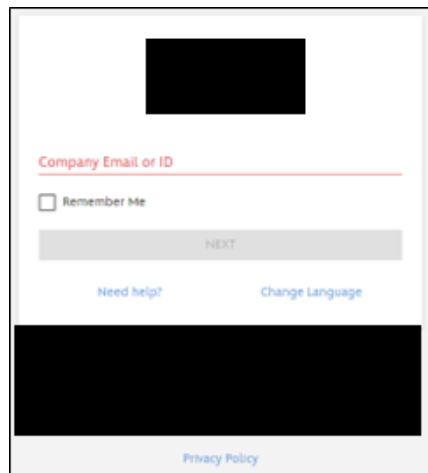 Company Email or ID
Remember Me
NEXT
Need help? Change Language
Privacy Policy